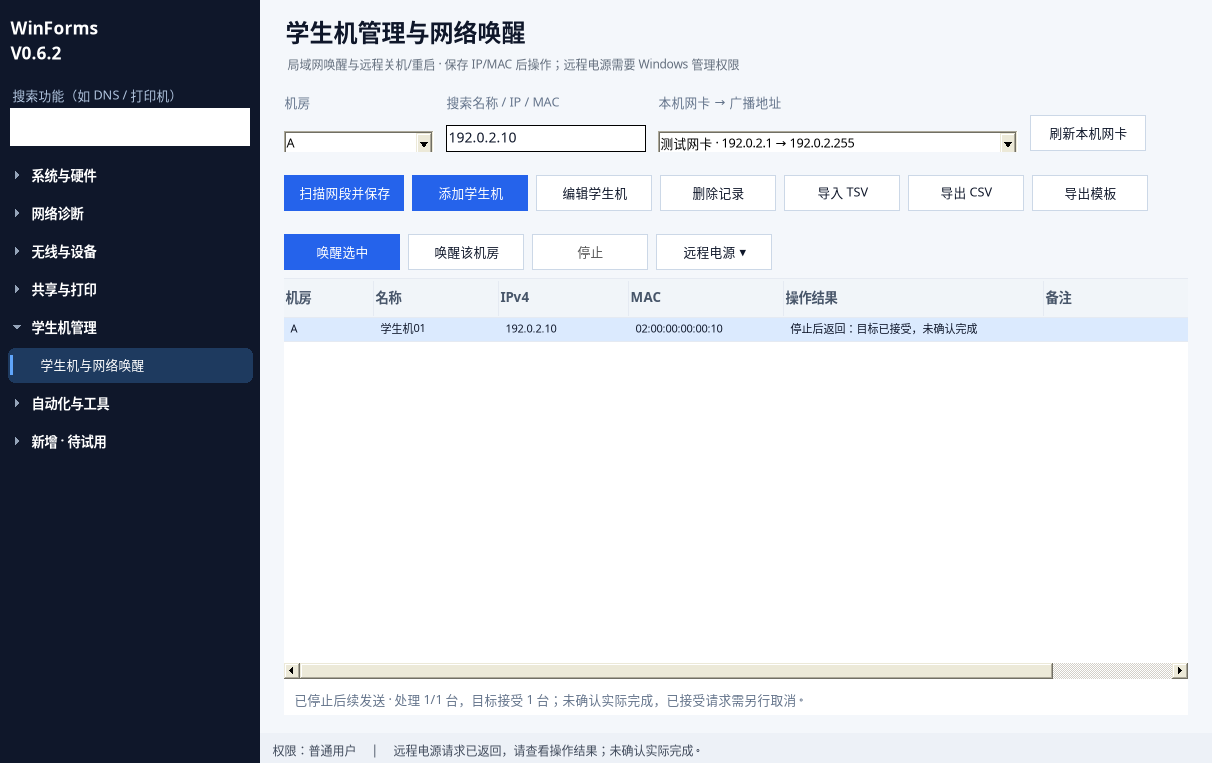 WinForms
V0.6.2
搜索功能（如 DNS / 打印机）
系统与硬件
网络诊断
无线与设备
共享与打印
学生机管理
学生机与网络唤醒
自动化与工具
新增 · 待试用
学生机管理与网络唤醒
局域网唤醒与远程关机/重启 · 保存 IP/MAC 后操作；远程电源需要 Windows 管理权限
机房
搜索名称 / IP / MAC
本机网卡 → 广播地址
A
192.0.2.10
测试网卡 · 192.0.2.1 → 192.0.2.255
刷新本机网卡
扫描网段并保存
添加学生机
编辑学生机
删除记录
导入 TSV
导出 CSV
导出模板
唤醒选中
唤醒该机房
停止
远程电源 ▾
机房 名称 IPv4 MAC 操作结果 备注
A 学生机01 192.0.2.10 02:00:00:00:00:10 停止后返回：目标已接受，未确认完成
已停止后续发送 · 处理 1/1 台，目标接受 1 台；未确认实际完成，已接受请求需另行取消。
权限：普通用户 | 远程电源请求已返回，请查看操作结果；未确认实际完成。